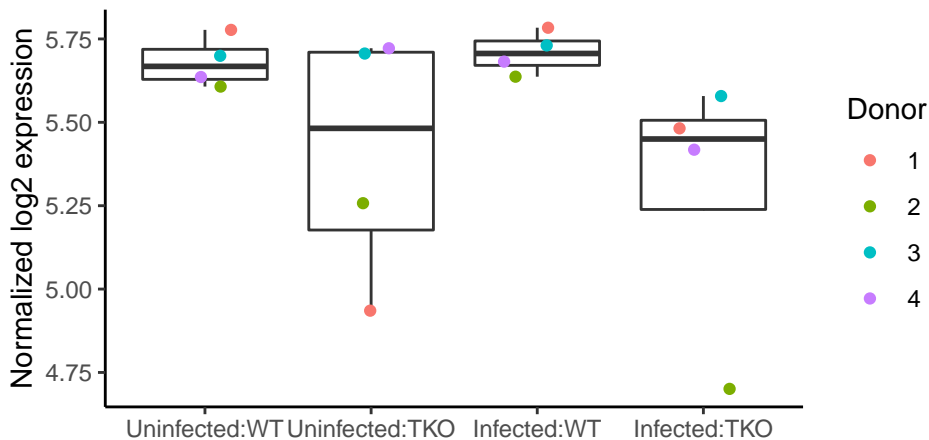 Normalized log2 expression
5.75
5.50
5.25
5.00
4.75
Uninfected:WT
Uninfected:TKO
Infected:WT
Infected:TKO
Donor
1
2
3
4